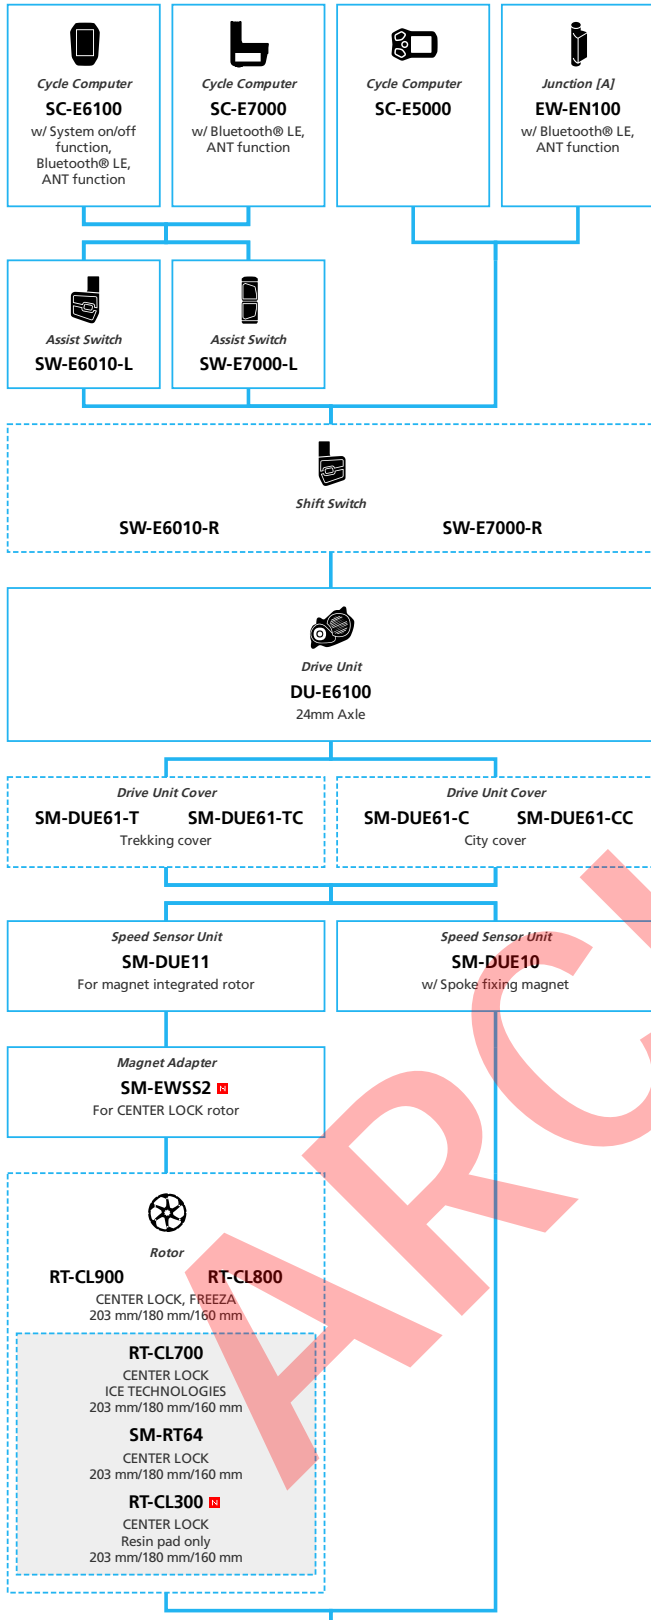 Cycle Computer
SC-E6100
w/ System on/off
function,
Bluetooth® LE,
ANT function
Cycle Computer
SC-E7000
w/ Bluetooth® LE,
ANT function
Cycle Computer
SC-E5000
Junction [A]
EW-EN100
w/ Bluetooth® LE,
ANT function
Assist Switch
SW-E6010-L
Assist Switch
SW-E7000-L
Shift Switch
SW-E6010-R
SW-E7000-R
Drive Unit
DU-E6100
24mm Axle
Drive Unit Cover
SM-DUE61-T SM-DUE61-TC
Trekking cover
Drive Unit Cover
SM-DUE61-C SM-DUE61-CC
City cover
Speed Sensor Unit
SM-DUE11
For magnet integrated rotor
Speed Sensor Unit
SM-DUE10
w/ Spoke fixing magnet
Magnet Adapter
SM-EWSS2 N
For CENTER LOCK rotor
Rotor
RT-CL900 RT-CL800
CENTER LOCK, FREEZA
203 mm/180 mm/160 mm
RT-CL700
CENTER LOCK
ICE TECHNOLOGIES
203 mm/180 mm/160 mm
SM-RT64
CENTER LOCK
203 mm/180 mm/160 mm
RT-CL300 N
CENTER LOCK
Resin pad only
203 mm/180 mm/160 mm